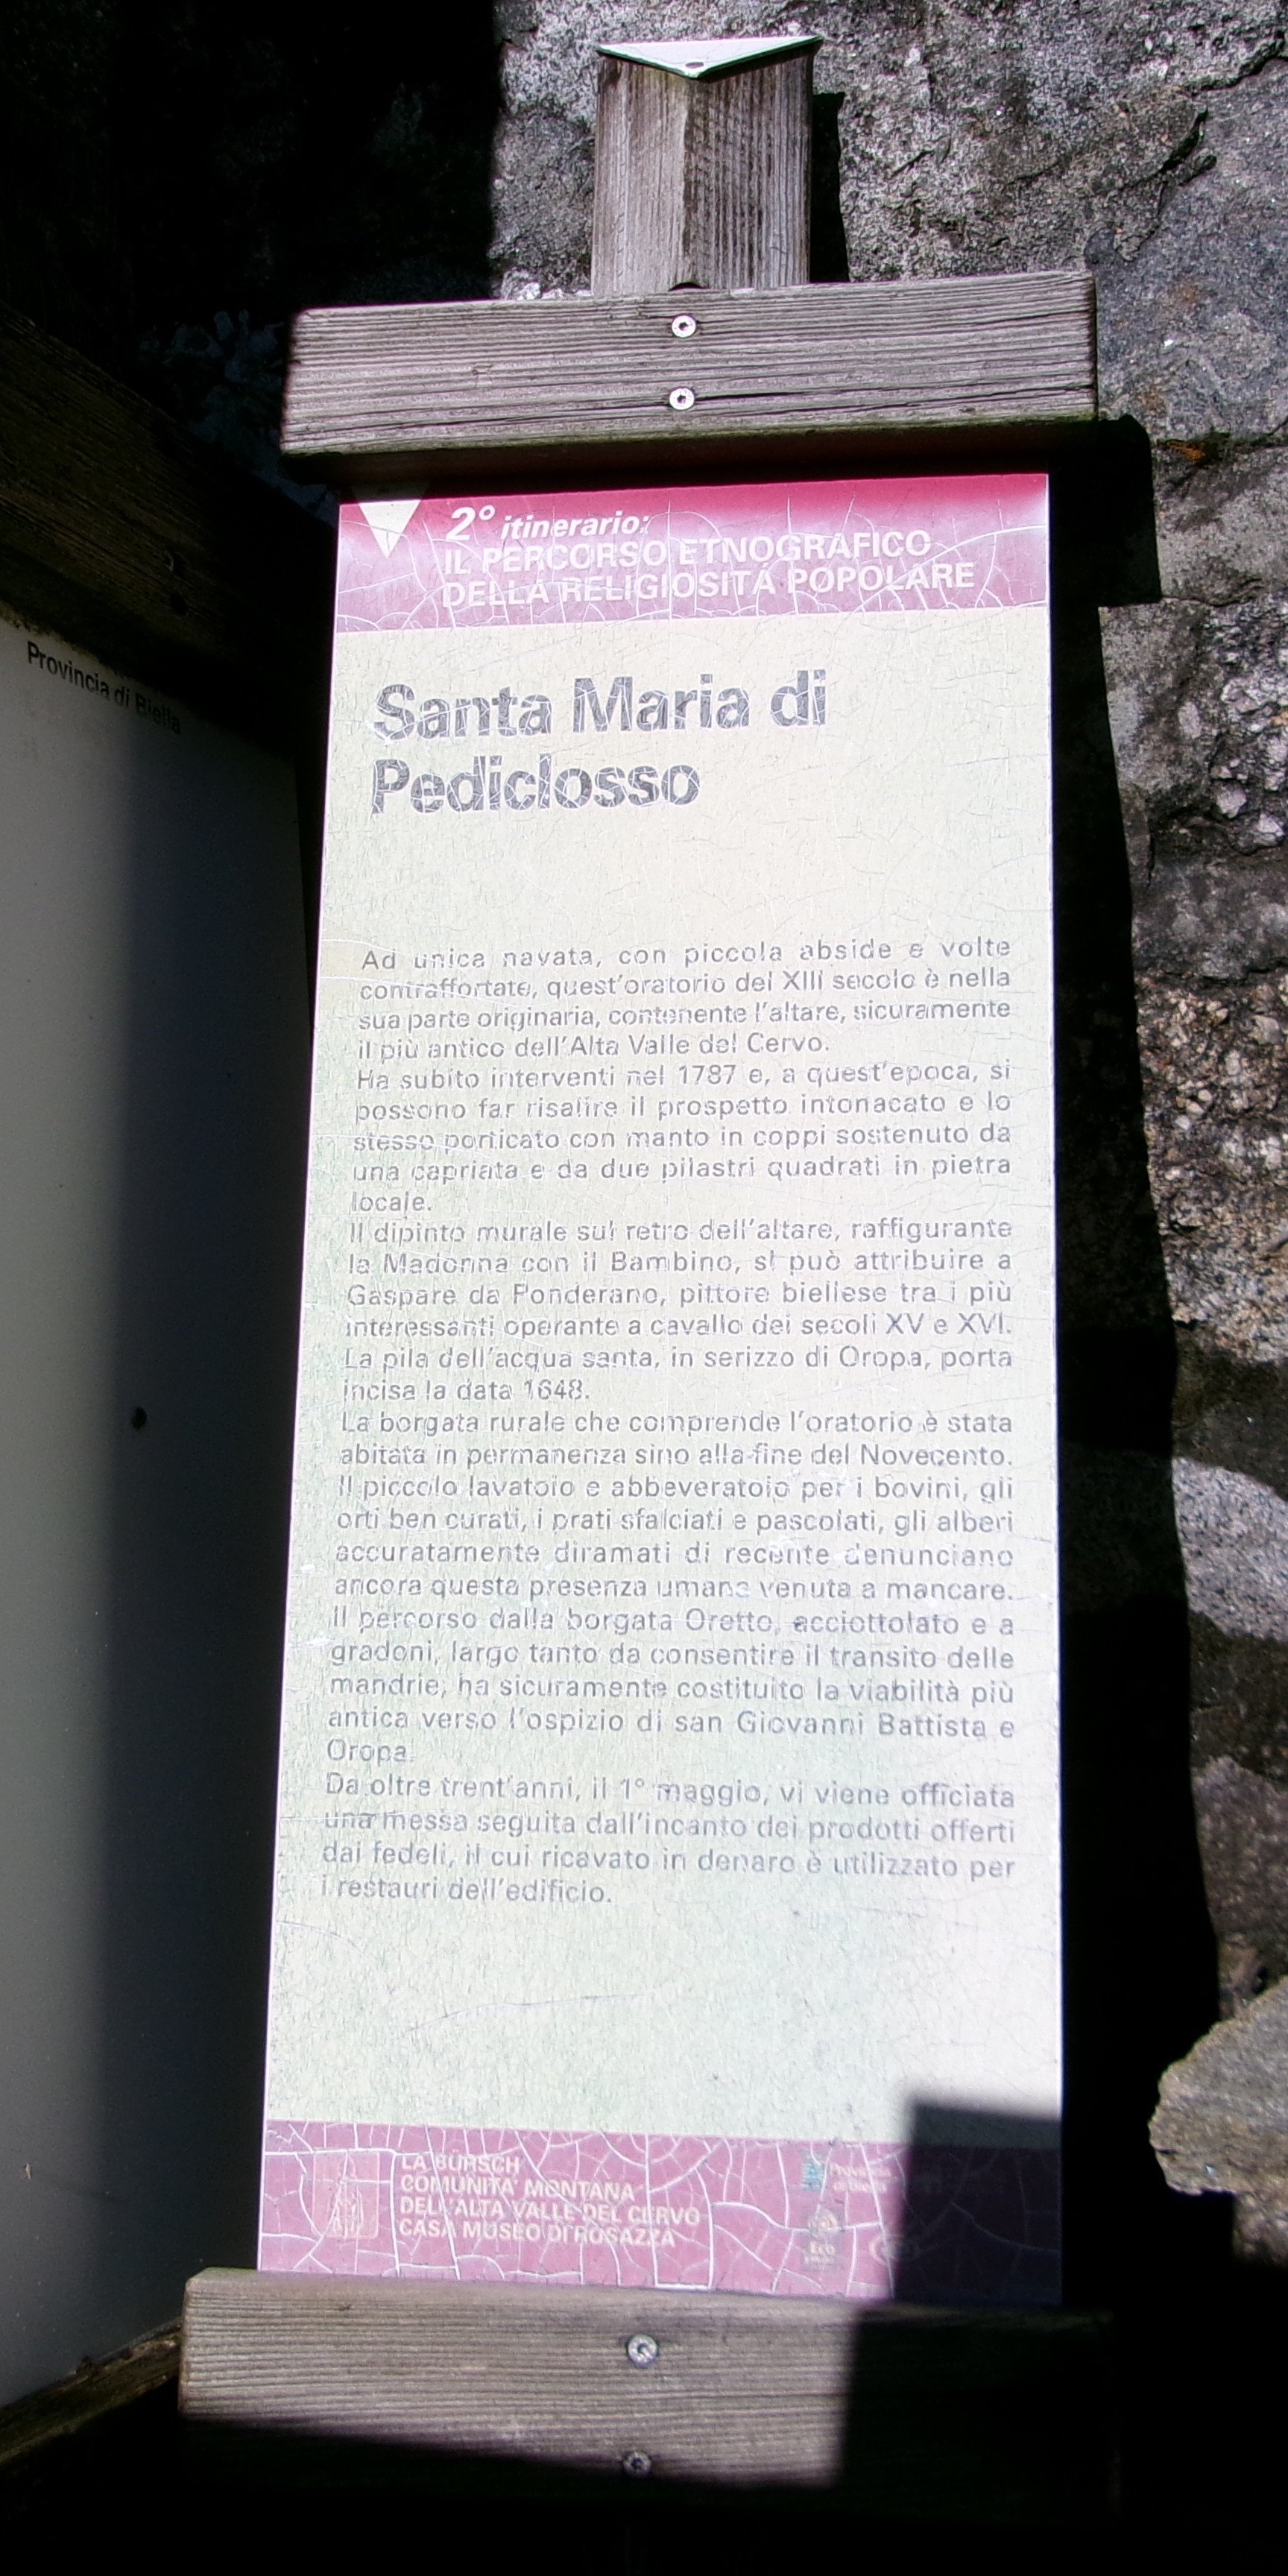 2° itinerario:
IL PERCORSO ETNOGRAFICO
DELLA RELIGIOSITÀ POPOLARE
Provincia di Biella
Santa Maria di
Pediclosso
Ad unica navata, con piccola abside e volte
contraffortate, quest'oratorio del XIII secolo è nella
sua parte originaria, contenente l'altare, sicuramente
il più antico dell'Alta Valle del Cervo.
Ha subito interventi nel 1787 e, a quest'epoca, si
possono far risalire il prospetto intonacato e lo
stesso porticato con manto in coppi sostenuto da
una capriata e da due pilastri quadrati in pietra
locale.
Il dipinto murale sul retro dell'altare, raffigurante
la Madonna con il Bambino, si può attribuire a
Gaspare da Ponderano, pittore biellese tra i più
interessanti operante a cavallo dei secoli XV e XVI.
La pila dell'acqua santa, in serizzo di Oropa, porta
incisa la data 1648.
La borgata rurale che comprende l'oratorio è stata
abitata in permanenza sino alla fine del Novecento.
Il piccolo lavatoio e abbeveratoio per i bovini, gli
orti ben curati, i prati sfalciati e pascolati, gli alberi
accuratamente diramati di recente denunciano
ancora questa presenza umana venuta a mancare.
Il percorso dalla borgata Oretto, acciottolato e a
gradoni, largo tanto da consentire il transito delle
mandrie, ha sicuramente costituito la viabilità più
antica verso l'ospizio di san Giovanni Battista e
Oropa.
Da oltre trent'anni, il 1° maggio, vi viene officiata
una messa seguita dall'incanto dei prodotti offerti
dai fedeli, il cui ricavato in denaro è utilizzato per
i restauri dell'edificio.
LA BÜRSCH
COMUNITA' MONTANA
DELL'ALTA VALLE DEL CERVO
CASA MUSEO DI ROSAZZA
Provincia
di Biella
Eco